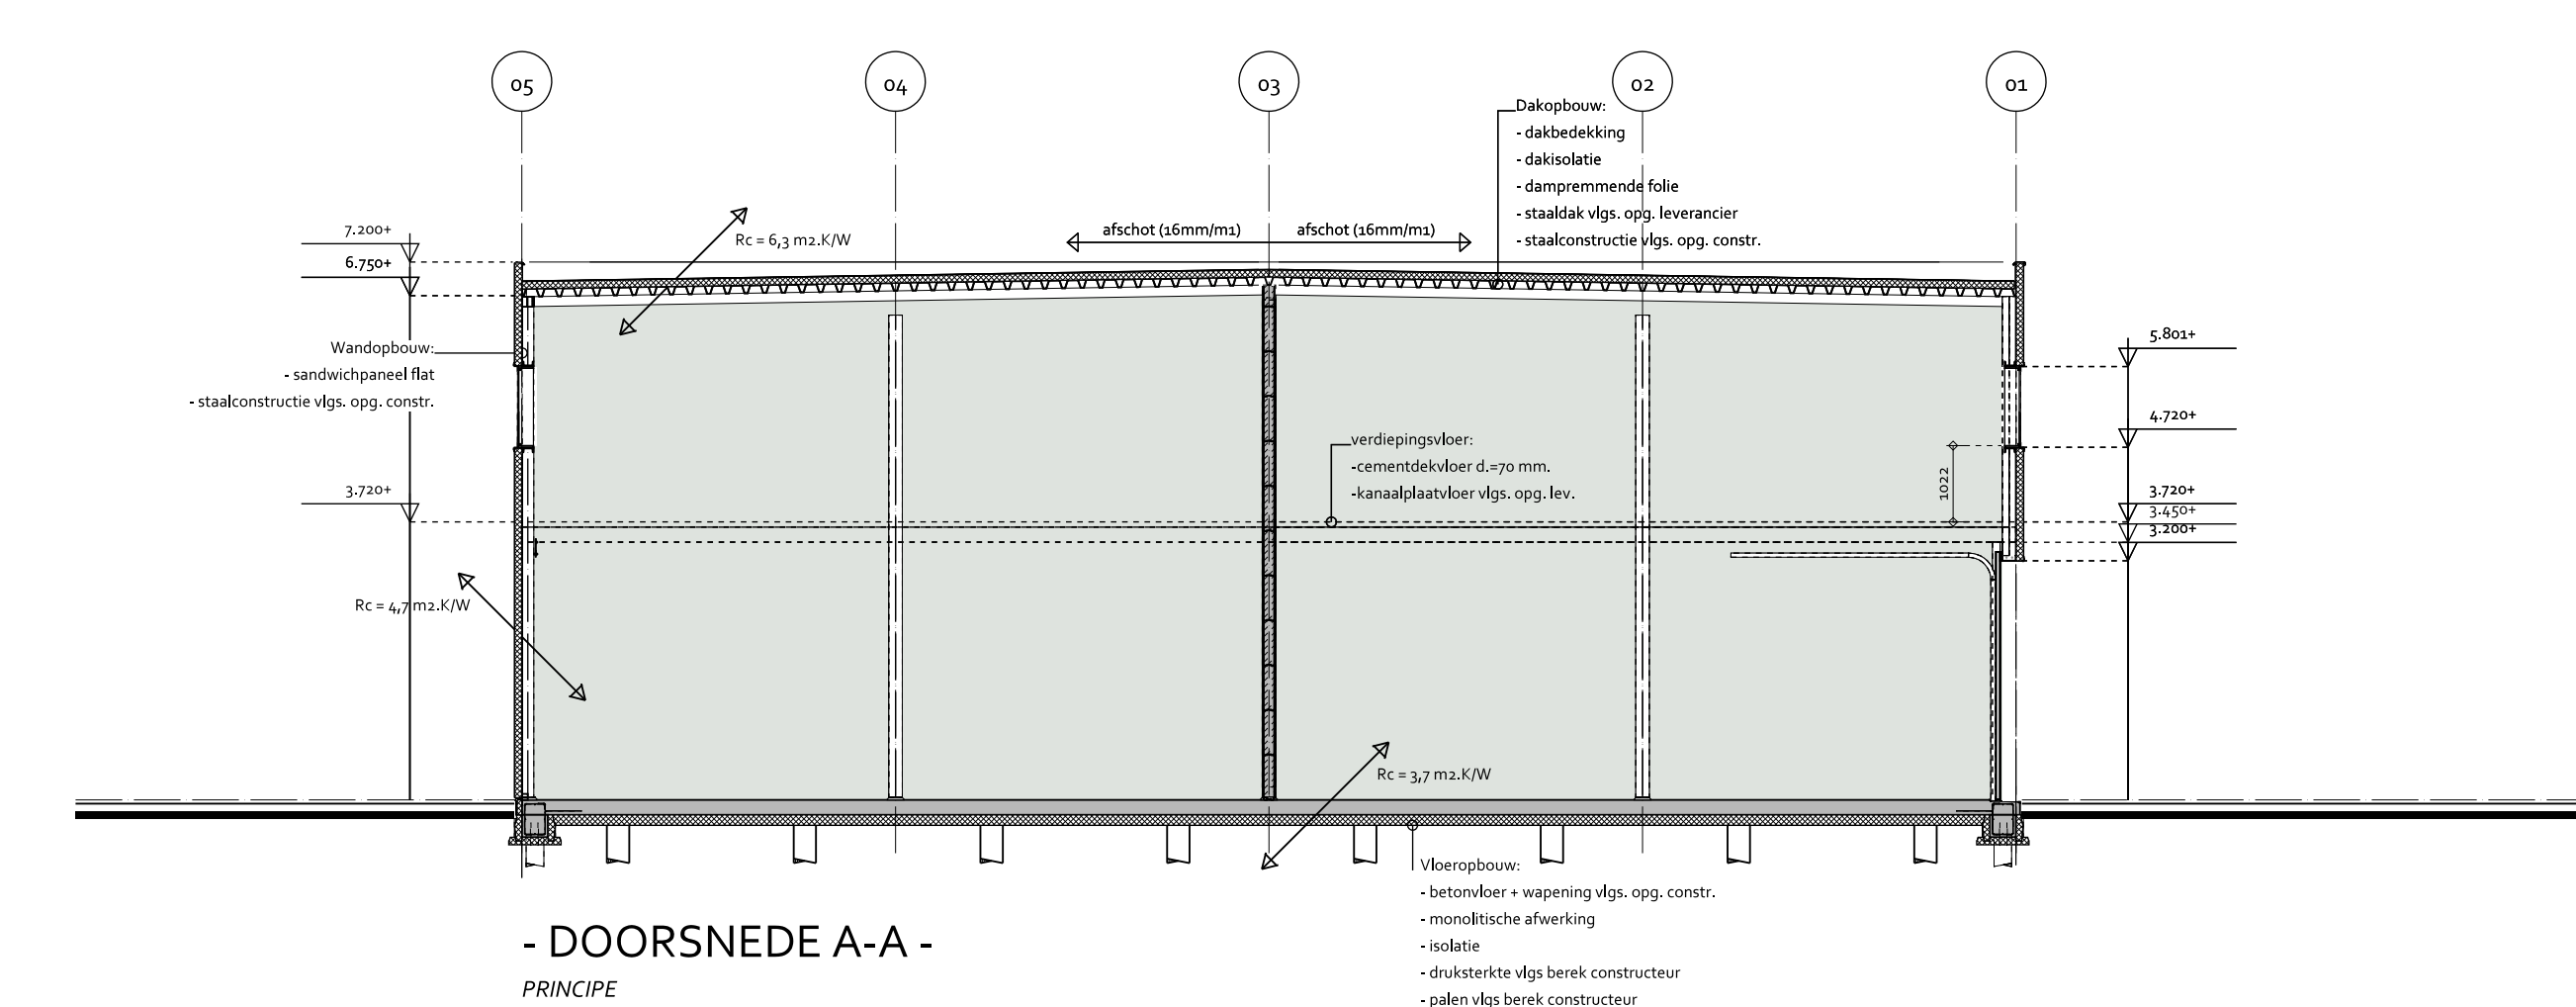 05
04
03
02
01
Dakopbouw:
- dakbedekking
- dakisolatie
- dampremmende folie
- staaldak vlgs. opg. leverancier
- staalconstructie vlgs. opg. constr.
afschot (16mm/m1)
afschot (16mm/m1)
Rc = 6,3 m2.K/W
7.200+
6.750+
Wandopbouw:
- sandwichpaneel flat
- staalconstructie vlgs. opg. constr.
3.720+
Rc = 4,7 m2.K/W
verdiepingsvloer:
-cementdekvloer d.=70 mm.
-kanaalplaatvloer vlgs. opg. lev.
1022
5.801+
4.720+
3.720+
3.450+
3.200+
Rc = 3,7 m2.K/W
Vloeropbouw:
- betonvloer + wapening vlgs. opg. constr.
- monolitische afwerking
- isolatie
- druksterkte vlgs berek constructeur
- palen vlgs berek constructeur
- DOORSNEDE A-A -
PRINCIPE